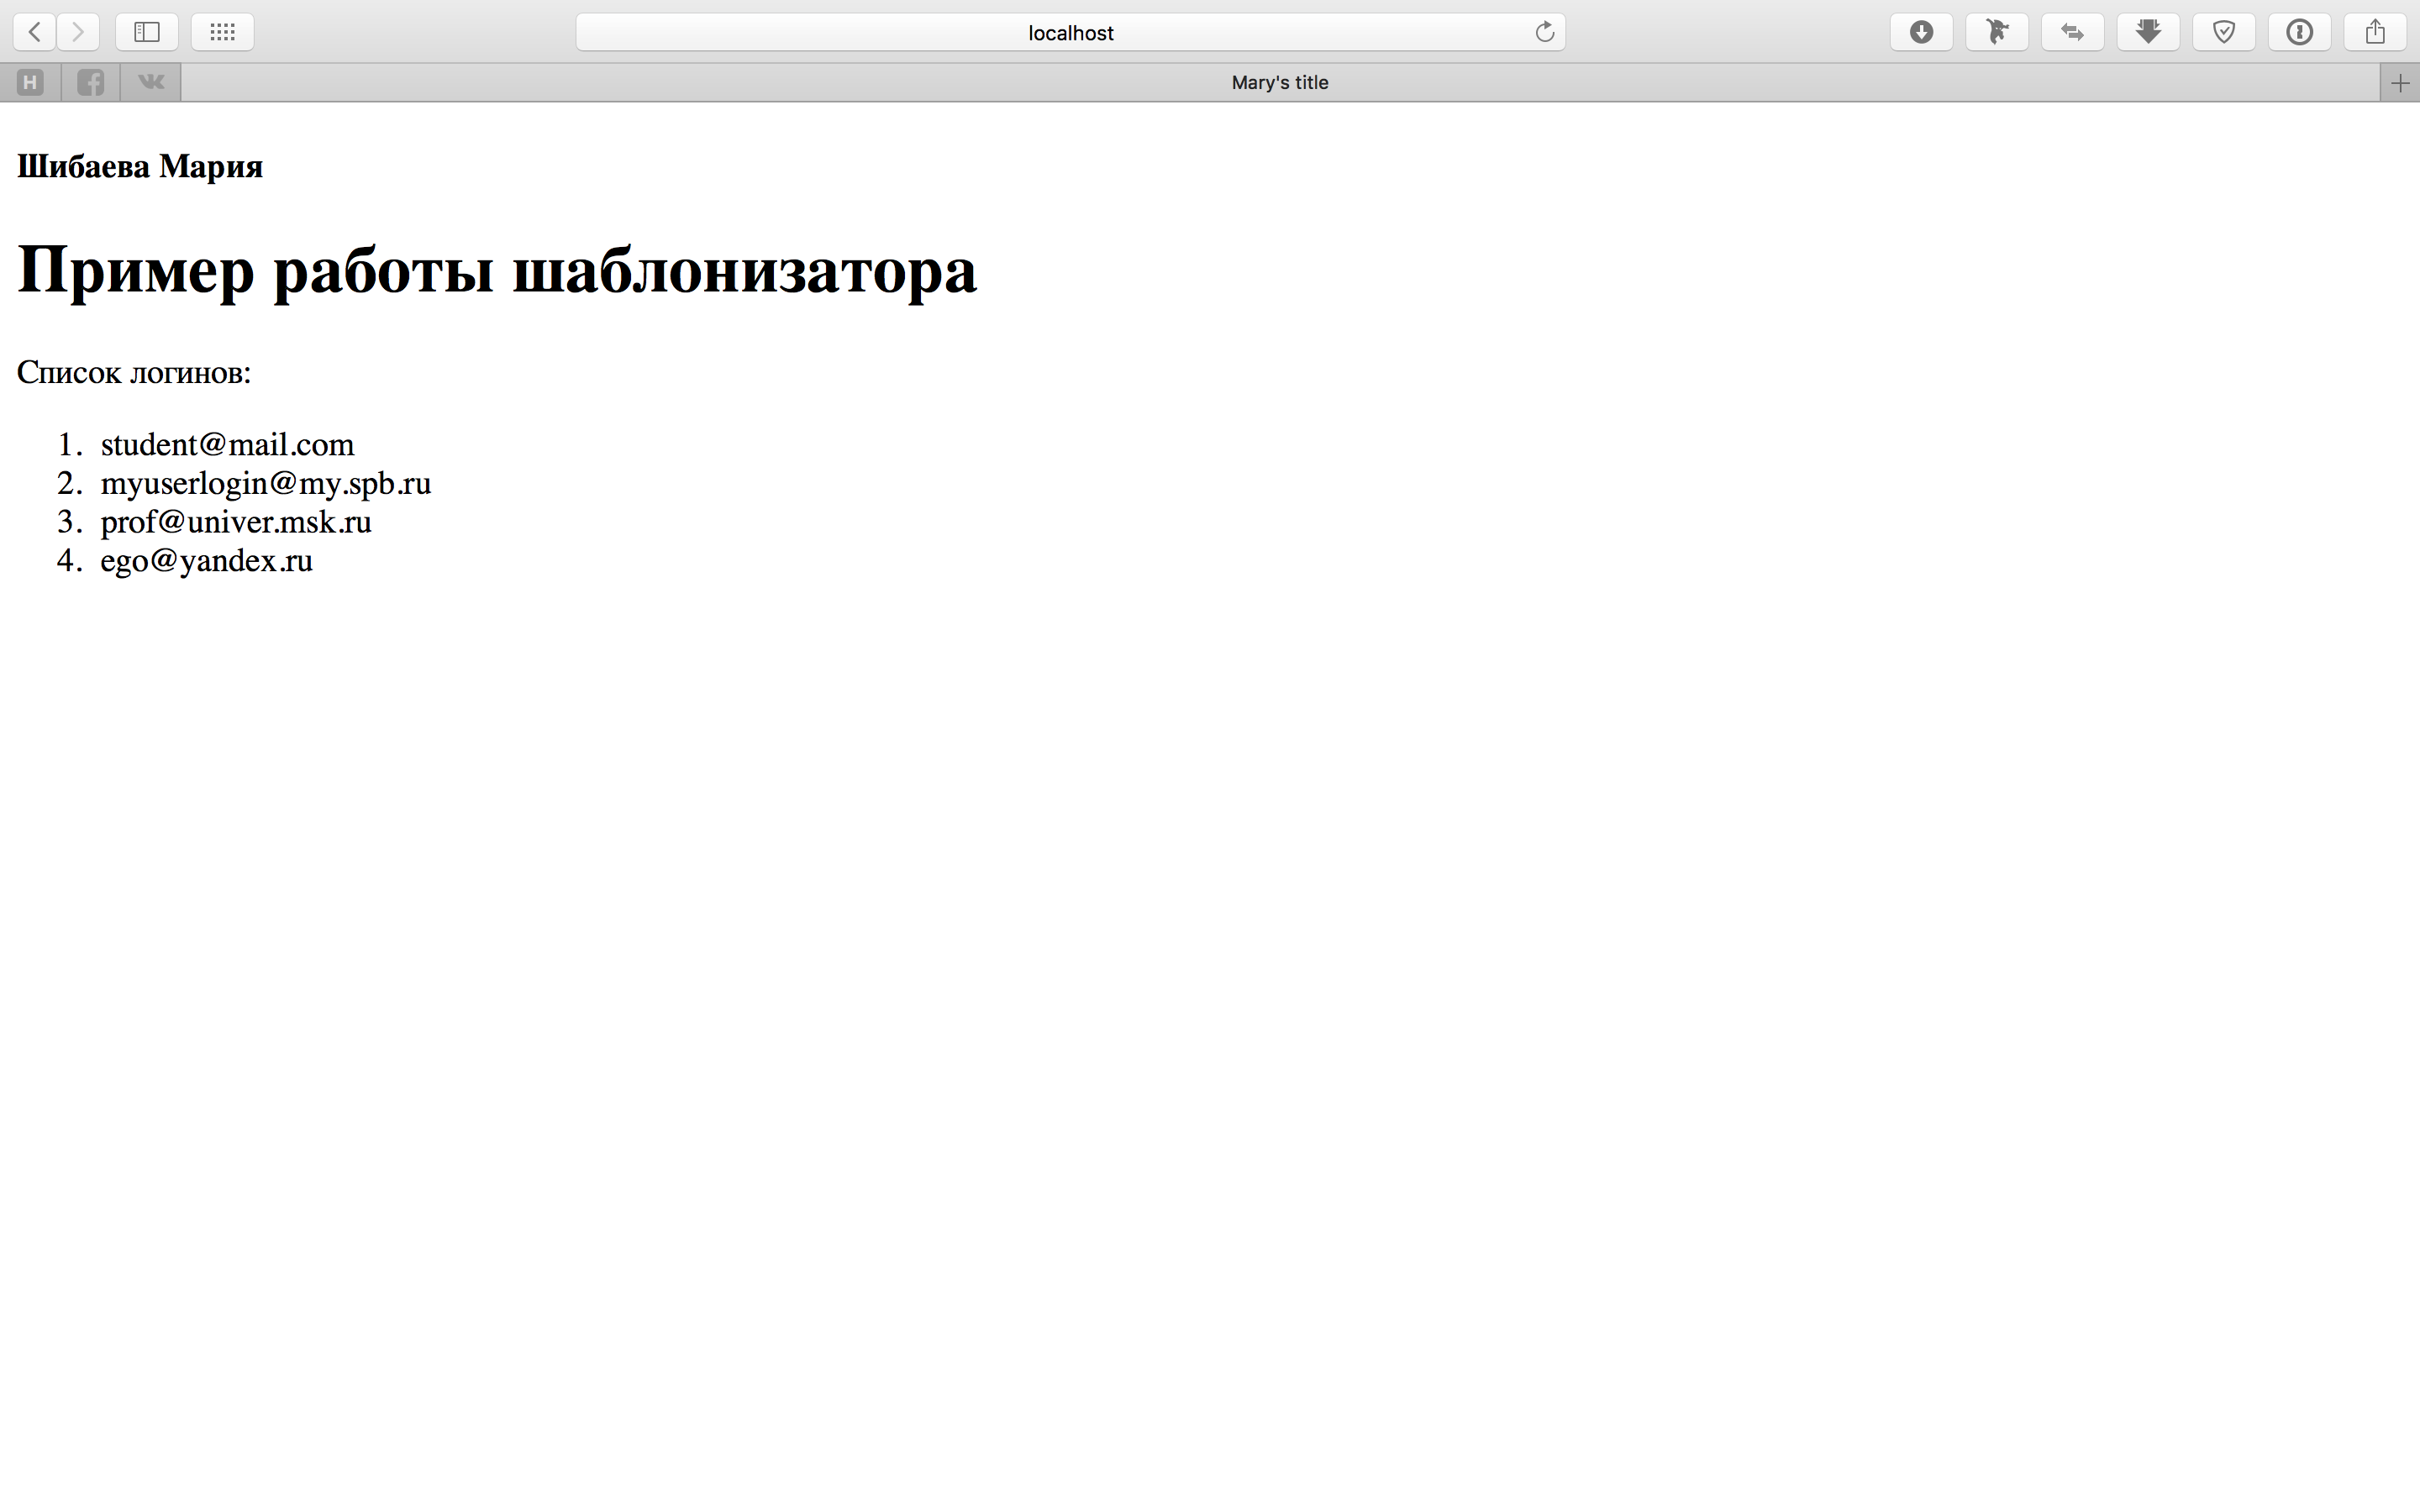 localhost
H
Mary's title
Шибаева Мария
Пример работы шаблонизатора
Список логинов:
1. student@mail.com
2. myuserlogin@my.spb.ru
3. prof@univer.msk.ru
4. ego@yandex.ru